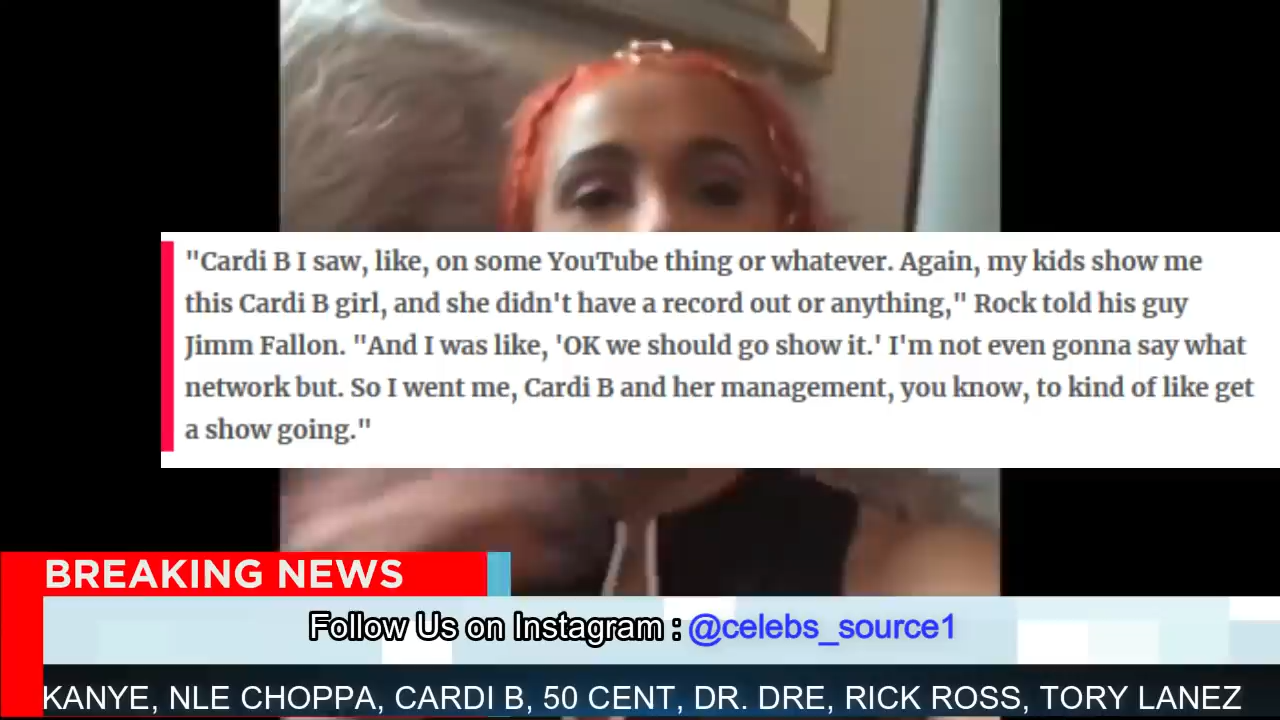 "Cardi B I saw, like, on some YouTube thing or whatever. Again, my kids show me
this Cardi B girl, and she didn't have a record out or anything," Rock told his guy
Jimm Fallon. "And I was like, 'OK we should go show it.' I'm not even gonna say what
network but. So I went me, Cardi B and her management, you know, to kind of like get
a show going."
BREAKING NEWS
Follow Us on Instagram : @celebs_source1
KANYE, NLE CHOPPA, CARDI B, 50 CENT, DR. DRE, RICK ROSS, TORY LANEZ